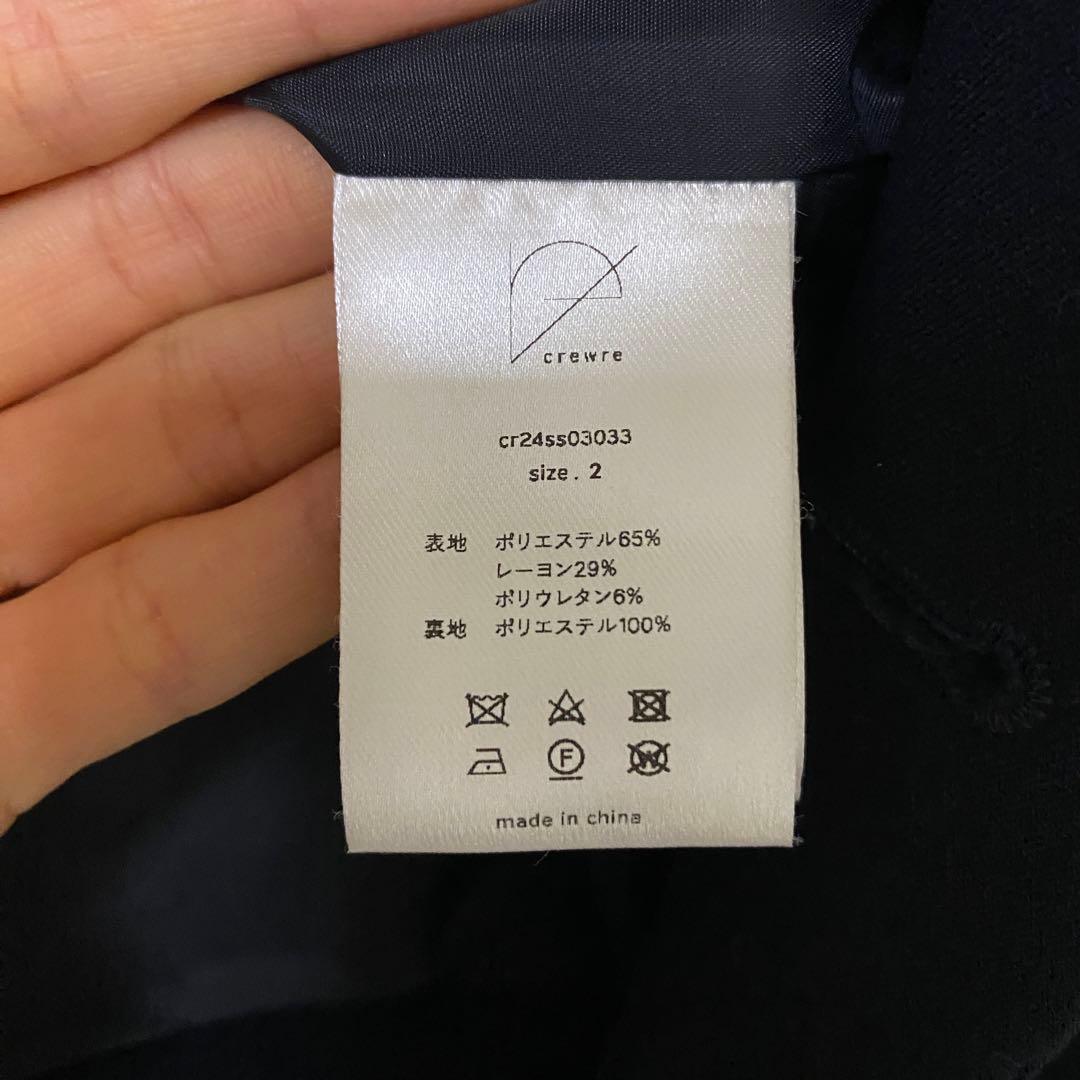 crewre
cr24ss03033
size. 2
表地 ポリエステル65%
レーヨン29%
ポリウレタン6%
裏地 ポリエステル100%
F W
made in china